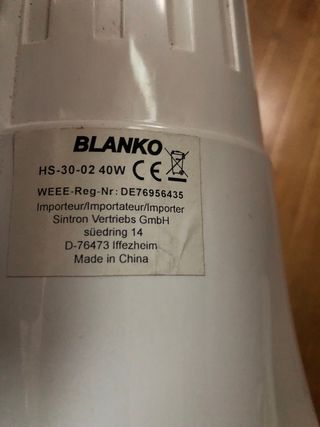 BLANKO
HS-30-02 40W CE
WEEE-Reg-Nr: DE76956435
Importeur/Importateur/Importer
Sintron Vertriebs GmbH
süedring 14
D-76473 Iffezheim
Made in China